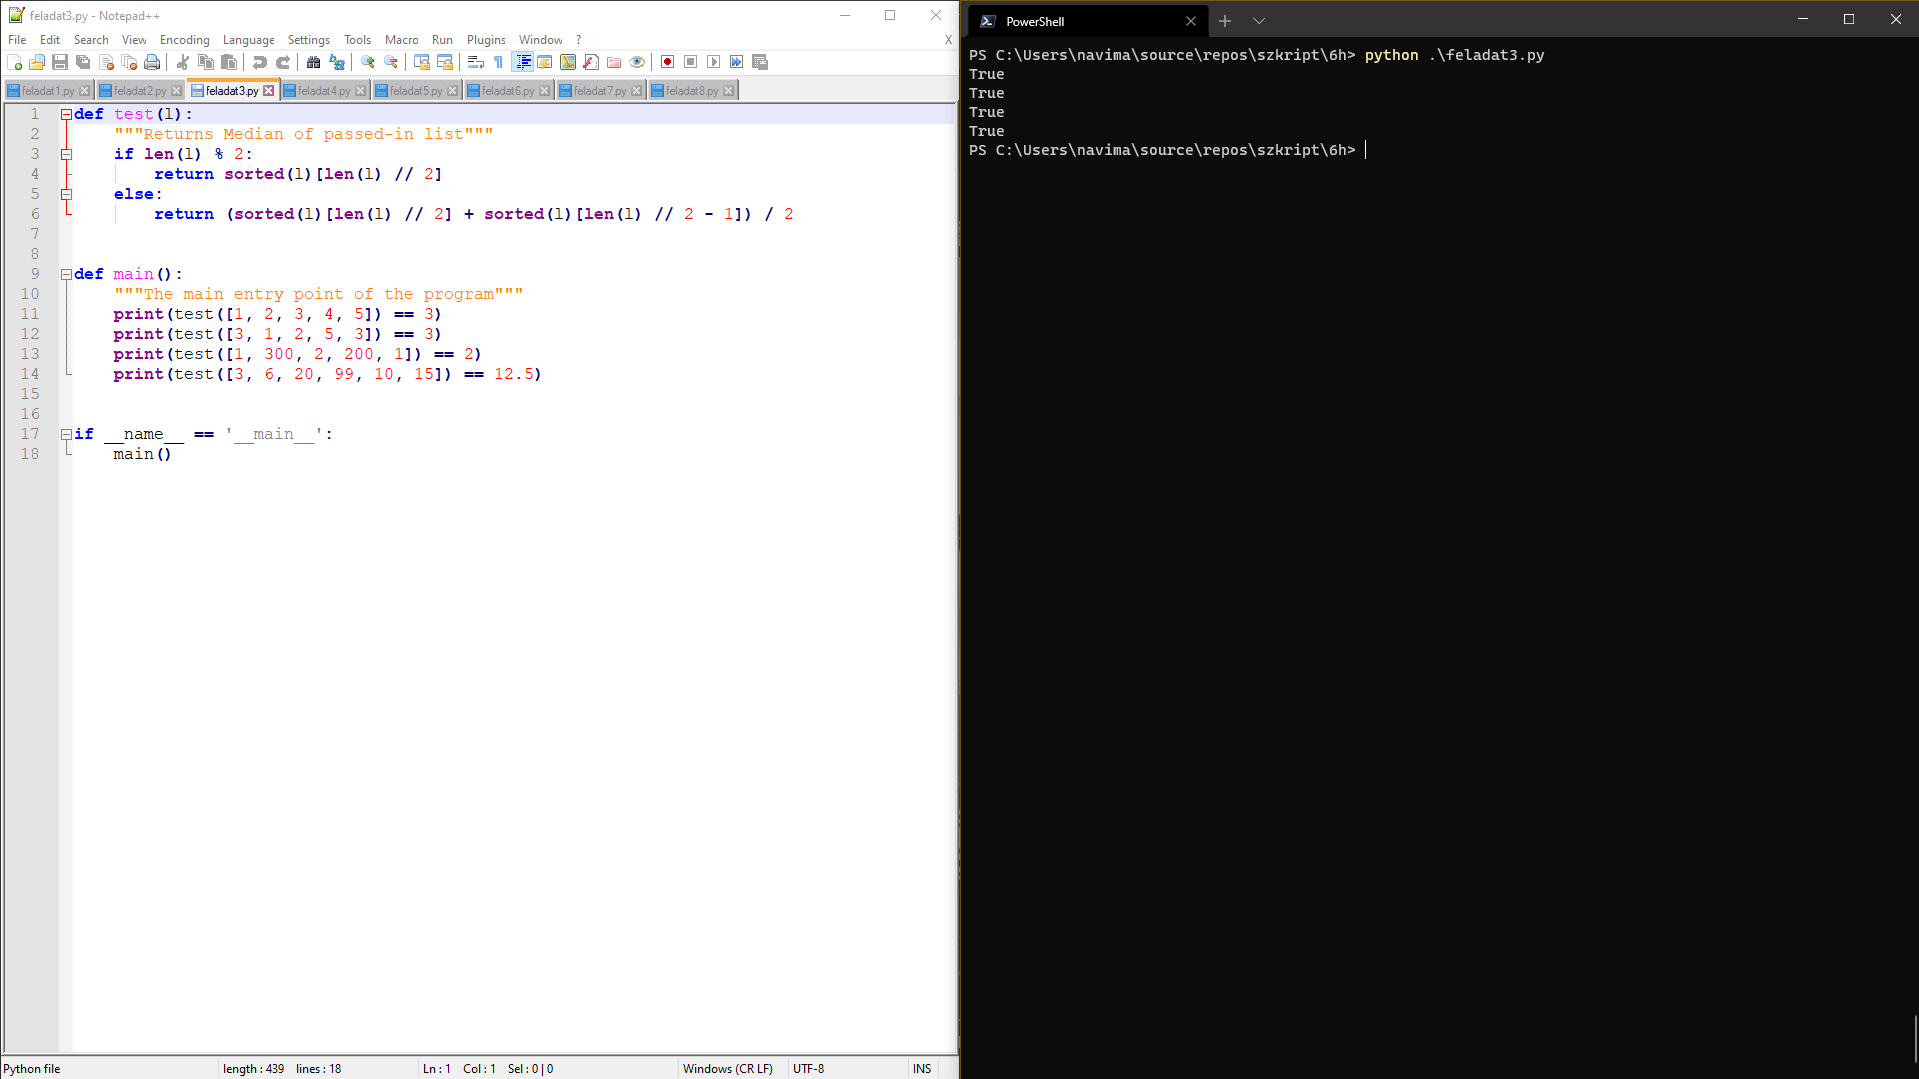 feladat3.py - Notepad++
File Edit Search View Encoding Language Settings Tools Macro Run Plugins Window ? X
feladat1.py feladat2.py feladat3.py feladat4.py feladat5.py feladat6.py feladat7.py feladat8.py
1 def test(l):
2     """Returns Median of passed-in list"""
3     if len(l) % 2:
4         return sorted(l)[len(l) // 2]
5     else:
6         return (sorted(l)[len(l) // 2] + sorted(l)[len(l) // 2 - 1]) / 2
7
8
9 def main():
10     """The main entry point of the program"""
11     print(test([1, 2, 3, 4, 5]) == 3)
12     print(test([3, 1, 2, 5, 3]) == 3)
13     print(test([1, 300, 2, 200, 1]) == 2)
14     print(test([3, 6, 20, 99, 10, 15]) == 12.5)
15
16
17 if __name__ == '__main__':
18     main()
Python file length : 439 lines : 18 Ln : 1 Col : 1 Sel : 0 | 0 Windows (CR LF) UTF-8 INS
PowerShell
PS C:\Users\navima\source\repos\szkript\6h> python .\feladat3.py
True
True
True
True
PS C:\Users\navima\source\repos\szkript\6h>